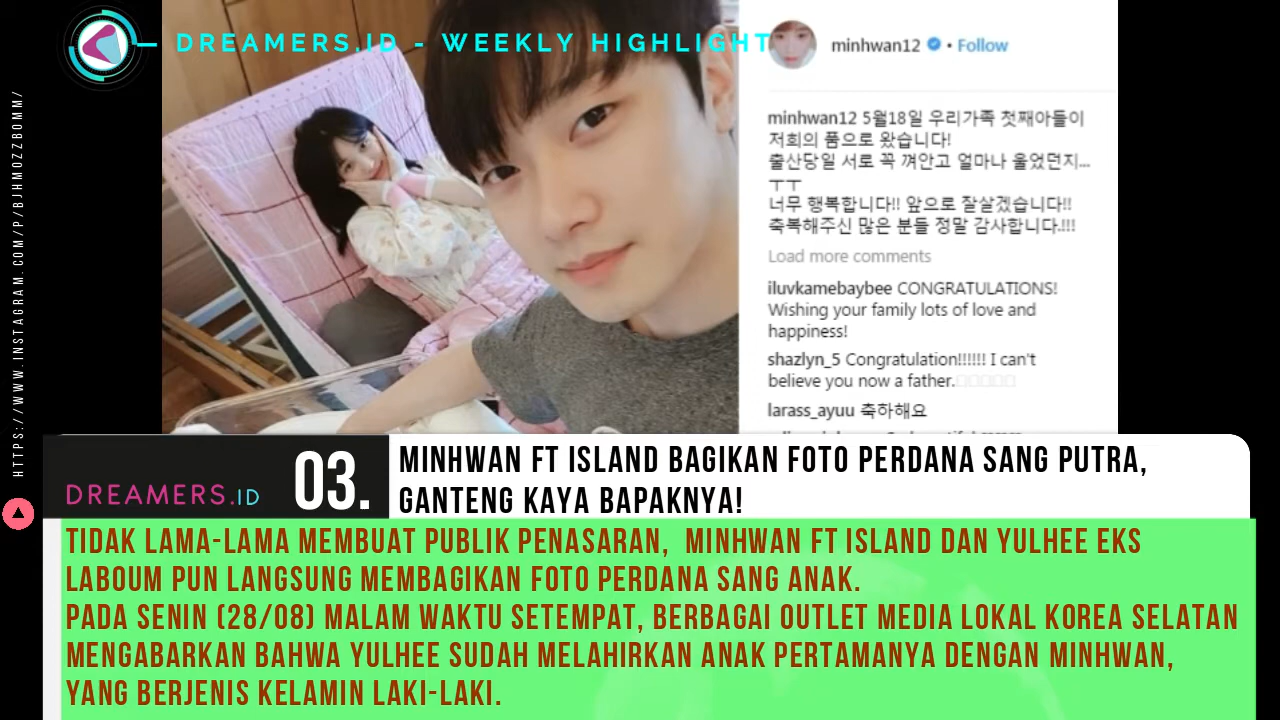 DREAMERS.ID - WEEKLY HIGHLIGHT
minhwan12 • Follow
minhwan12 5월18일 우리가족 첫째아들이
저희의 품으로 왔습니다!
출산당일 서로 꼭 껴안고 얼마나 울었던지...
ㅜㅜ
너무 행복합니다!! 앞으로 잘살겠습니다!!
축복해주신 많은 분들 정말 감사합니다.!!!
Load more comments
iluvkamebaybee CONGRATULATIONS!
Wishing your family lots of love and
happiness!
shazlyn_5 Congratulation!!!!!! I can't
believe you now a father.
larass_ayuu 축하해요
HTTPS://WWW.INSTAGRAM.COM/P/BJHMOZZBOMM/
DREAMERS.ID
03.
MINHWAN FT ISLAND BAGIKAN FOTO PERDANA SANG PUTRA,
GANTENG KAYA BAPAKNYA!
TIDAK LAMA-LAMA MEMBUAT PUBLIK PENASARAN, MINHWAN FT ISLAND DAN YULHEE EKS
LABOUM PUN LANGSUNG MEMBAGIKAN FOTO PERDANA SANG ANAK.
PADA SENIN (28/08) MALAM WAKTU SETEMPAT, BERBAGAI OUTLET MEDIA LOKAL KOREA SELATAN
MENGABARKAN BAHWA YULHEE SUDAH MELAHIRKAN ANAK PERTAMANYA DENGAN MINHWAN,
YANG BERJENIS KELAMIN LAKI-LAKI.